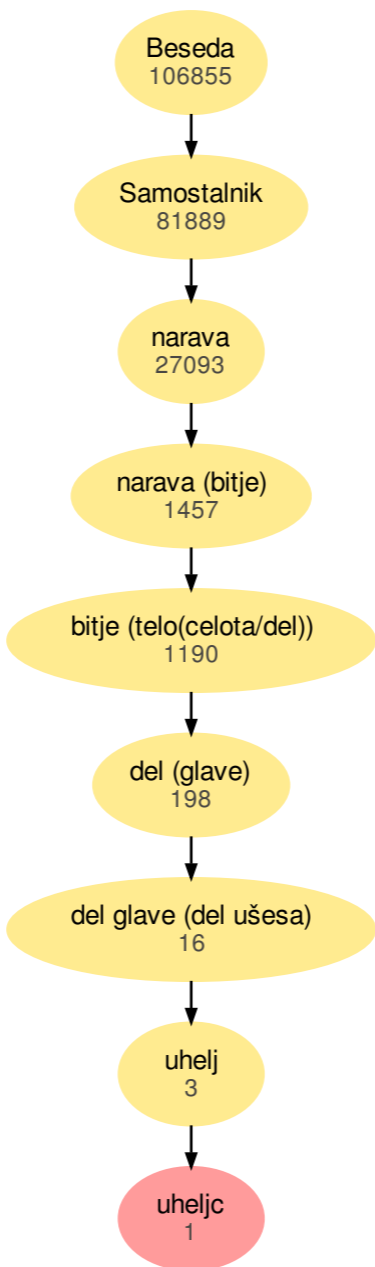 Beseda
106855
Samostalnik
81889
narava
27093
narava (bitje)
1457
bitje (telo(celota/del))
1190
del (glave)
198
del glave (del ušesa)
16
uhelj
3
uheljc
1